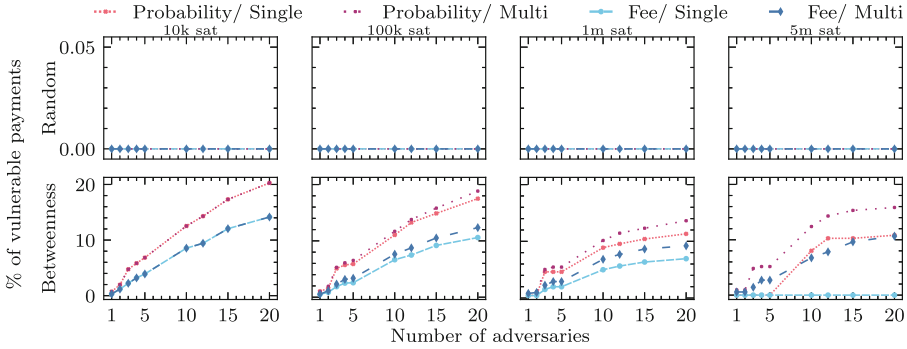 Probability/ Single Probability/ Multi Fee/ Single Fee/ Multi
10k sat 100k sat 1m sat 5m sat
% of vulnerable payments
Random
0.05
0.00
Betweenness
20
10
0
1 5 10 15 20 1 5 10 15 20 1 5 10 15 20 1 5 10 15 20
Number of adversaries